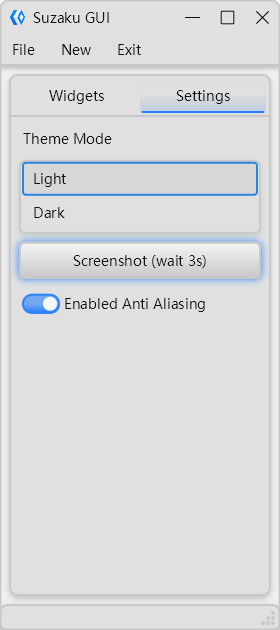 Suzaku GUI
File New Exit
Widgets Settings
Theme Mode
Light
Dark
Screenshot (wait 3s)
Enabled Anti Aliasing